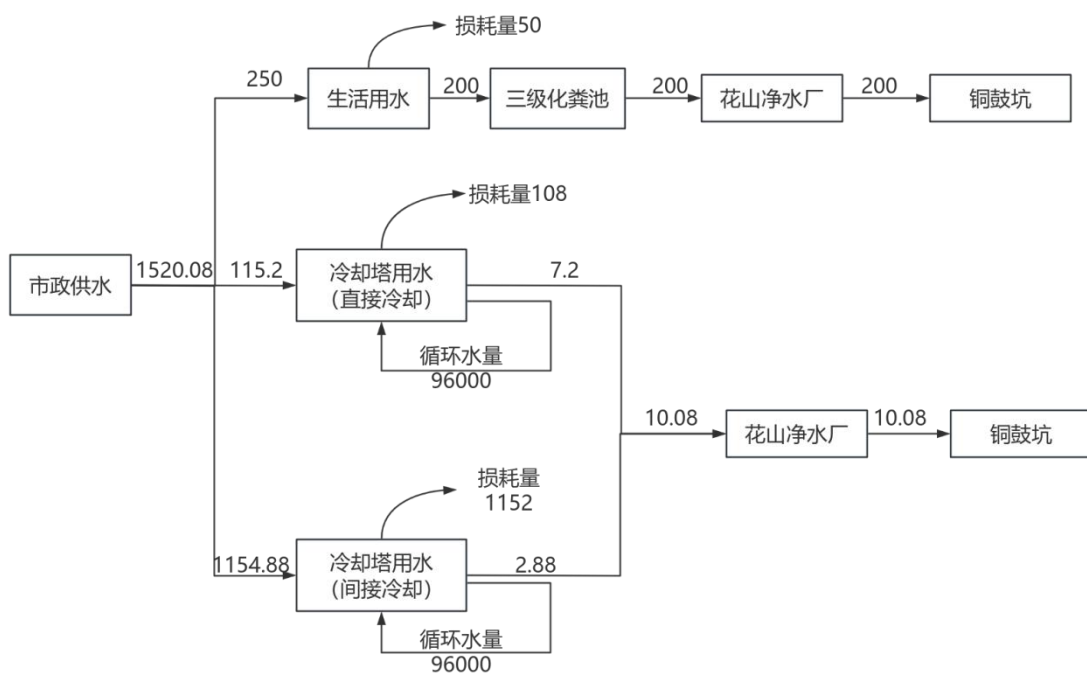 损耗量50
250
生活用水
200
三级化粪池
200
花山净水厂
200
铜鼓坑
损耗量108
市政供水
1520.08
115.2
冷却塔用水
（直接冷却）
7.2
循环水量
96000
10.08
花山净水厂
10.08
铜鼓坑
损耗量
1152
1154.88
冷却塔用水
（间接冷却）
2.88
循环水量
96000